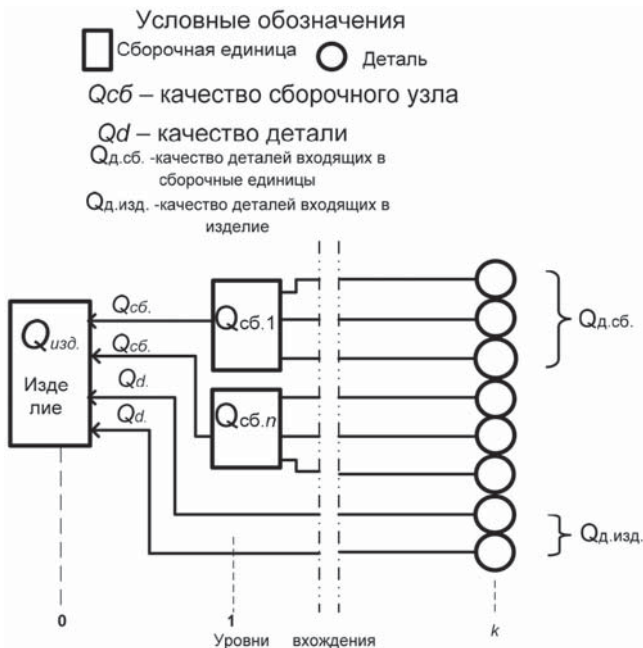 Условные обозначения
Сборочная единица
Деталь
Qсб – качество сборочного узла
Qd – качество детали
Qд.сб. -качество деталей входящих в
сборочные единицы
Qд.изд. -качество деталей входящих в
изделие
Qсб.
Qсб.1
Qд.сб.
Qизд.
Qсб.
Изде
лие
Qd.
Qсб.n
Qd.
Qд.изд.
0
1
k
Уровни вхождения